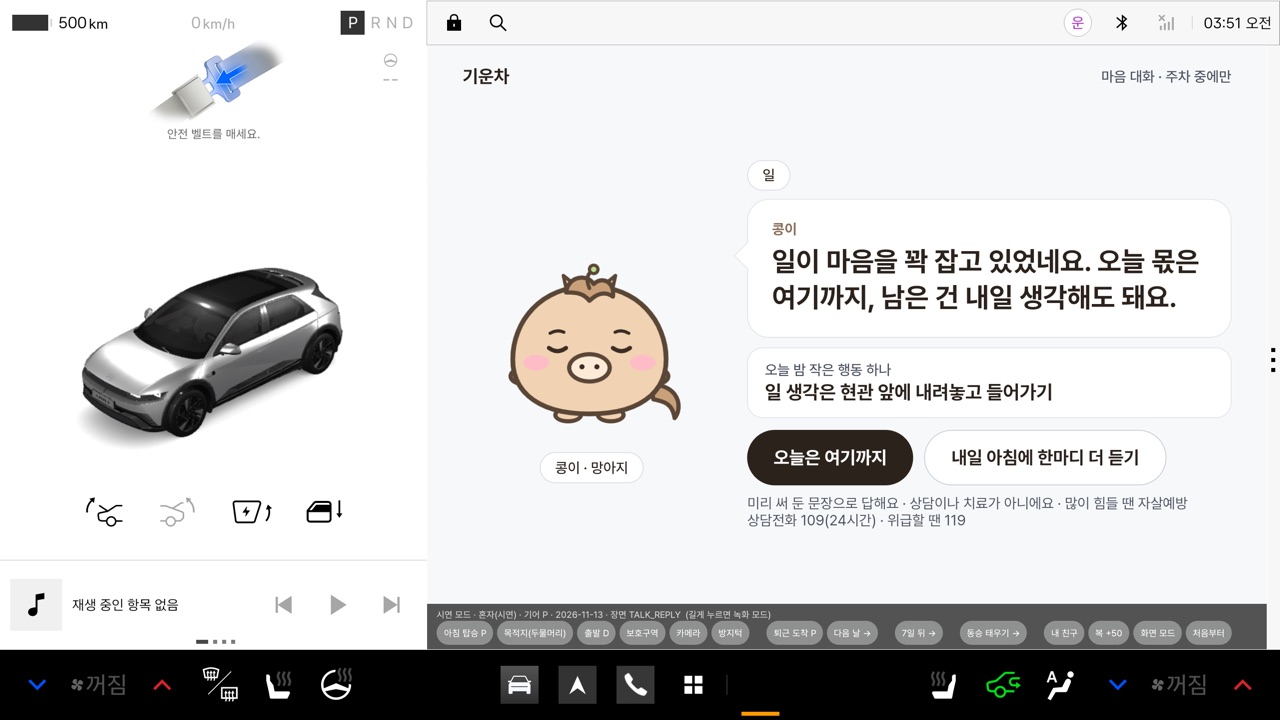 500 km
0 km/h
P R N D
03:51 오전
운
안전 벨트를 매세요.
기운차
마음 대화 · 주차 중에만
일
콩이
일이 마음을 꽉 잡고 있었네요. 오늘 몫은
여기까지, 남은 건 내일 생각해도 돼요.
오늘 밤 작은 행동 하나
일 생각은 현관 앞에 내려놓고 들어가기
콩이 · 망아지
오늘은 여기까지
내일 아침에 한마디 더 듣기
미리 써 둔 문장으로 답해요 · 상담이나 치료가 아니에요 · 많이 힘들 땐 자살예방
상담전화 109(24시간) · 위급할 땐 119
재생 중인 항목 없음
시연 모드 · 혼자(시연) · 기어 P · 2026-11-13 · 장면 TALK_REPLY (길게 누르면 녹화 모드)
아침 탑승 P 목적지(두물머리) 출발 D 보호구역 카메라 방지턱 퇴근 도착 P 다음 날 → 7일 뒤 → 동승 태우기 → 내 친구 복 +50 화면 모드 처음부터
꺼짐
A
꺼짐